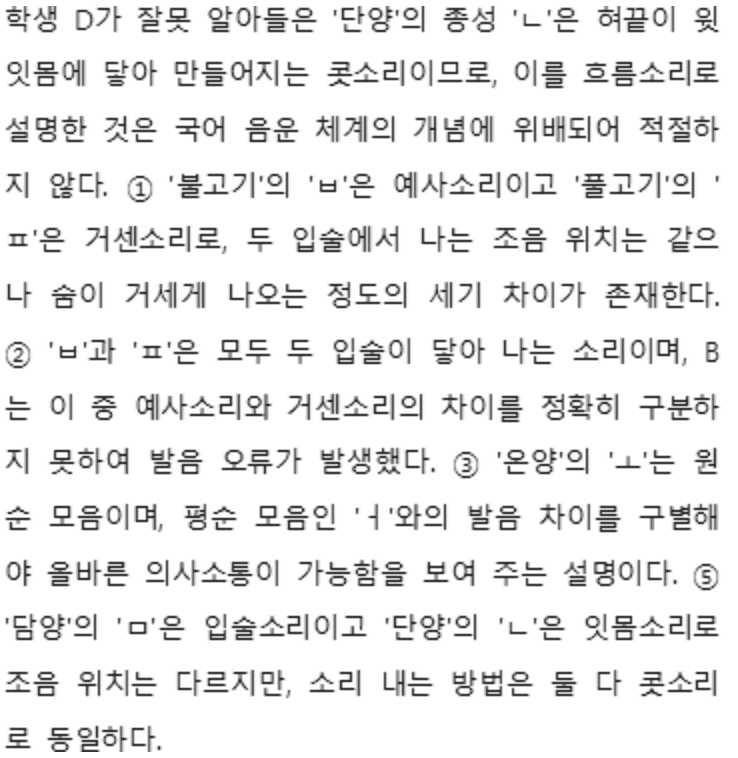 학생 D가 잘못 알아들은 '단양'의 종성 'ㄴ'은 혀끝이 윗
잇몸에 닿아 만들어지는 콧소리이므로, 이를 흐름소리로
설명한 것은 국어 음운 체계의 개념에 위배되어 적절하
지 않다. ① '불고기'의 'ㅂ'은 예사소리이고 '풀고기'의 '
ㅍ'은 거센소리로, 두 입술에서 나는 조음 위치는 같으
나 숨이 거세게 나오는 정도의 세기 차이가 존재한다.
② 'ㅂ'과 'ㅍ'은 모두 두 입술이 닿아 나는 소리이며, B
는 이 중 예사소리와 거센소리의 차이를 정확히 구분하
지 못하여 발음 오류가 발생했다. ③ '온양'의 'ㅗ'는 원
순 모음이며, 평순 모음인 'ㅓ'와의 발음 차이를 구별해
야 올바른 의사소통이 가능함을 보여 주는 설명이다. ⑤
'담양'의 'ㅁ'은 입술소리이고 '단양'의 'ㄴ'은 잇몸소리로
조음 위치는 다르지만, 소리 내는 방법은 둘 다 콧소리
로 동일하다.